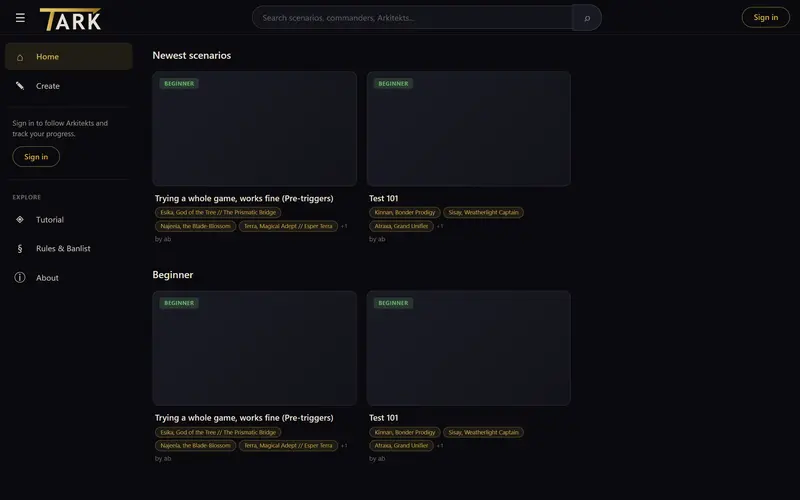 TARK
Search scenarios, commanders, Arkitekts...
Sign in
Home
Create
Sign in to follow Arkitekts and
track your progress.
Sign in
EXPLORE
Tutorial
Rules & Banlist
About
Newest scenarios
BEGINNER
Trying a whole game, works fine (Pre-triggers)
Esika, God of the Tree // The Prismatic Bridge
Najeela, the Blade-Blossom Terra, Magical Adept // Esper Terra +1
by ab
BEGINNER
Test 101
Kinnan, Bonder Prodigy Sisay, Weatherlight Captain
Atraxa, Grand Unifier +1
by ab
Beginner
BEGINNER
Trying a whole game, works fine (Pre-triggers)
Esika, God of the Tree // The Prismatic Bridge
Najeela, the Blade-Blossom Terra, Magical Adept // Esper Terra +1
by ab
BEGINNER
Test 101
Kinnan, Bonder Prodigy Sisay, Weatherlight Captain
Atraxa, Grand Unifier +1
by ab